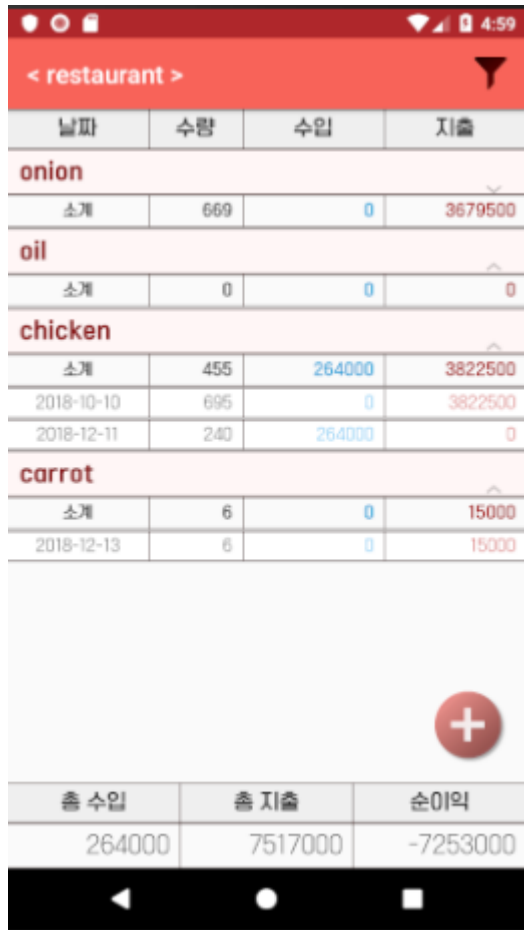 4:59
< restaurant >
날짜 수량 수입 지출
onion
소계 669 0 3679500
oil
소계 0 0 0
chicken
소계 455 264000 3822500
2018-10-10 695 0 3822500
2018-12-11 240 264000 0
carrot
소계 6 0 15000
2018-12-13 6 0 15000
총 수입 총 지출 순이익
264000 7517000 -7253000